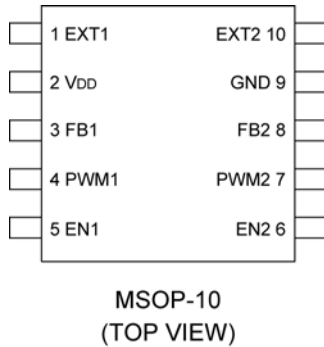 1 EXT1 EXT2 10
2 VDD GND 9
3 FB1 FB2 8
4 PWM1 PWM2 7
5 EN1 EN2 6
MSOP-10
(TOP VIEW)